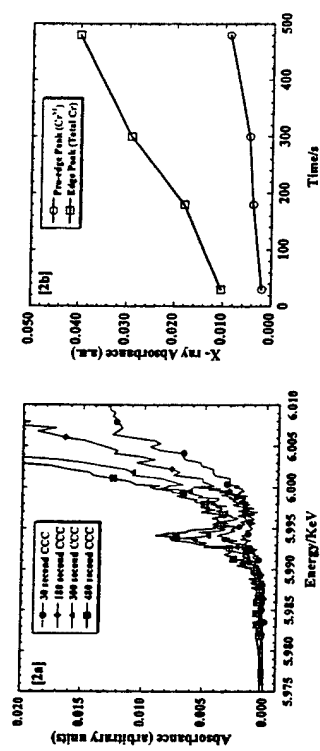 [2a]
30 second CCC
180 second CCC
300 second CCC
480 second CCC
0.020
0.015
0.010
0.005
0.000
Absorbance (arbitrary units)
5.975
5.980
5.985
5.990
5.995
6.000
6.005
6.010
Energy/KeV
[2b]
Pre-edge Peak (Cr
Edge Peak (Total Cr)
0.050
0.040
0.030
0.020
0.010
0.000
X- ray Absorbance (a.u.)
0
100
200
300
400
500
Time/s